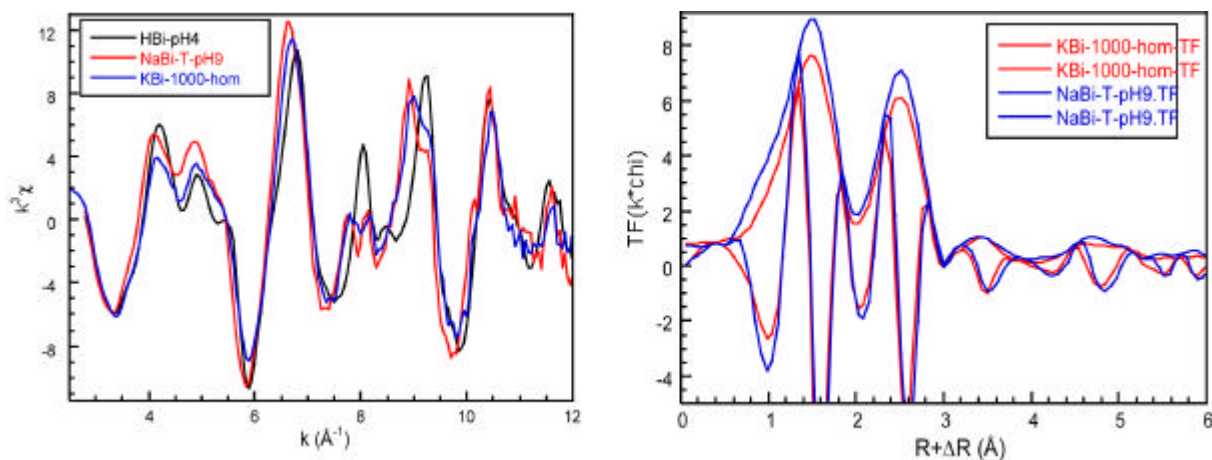 12
8
4
0
-4
-8
k³χ
HBi-pH4
NaBi-T-pH9
KBi-1000-hom
4
6
8
10
12
k (Å⁻¹)
8
6
4
2
0
-2
-4
TF(k*chi)
KBi-1000-hom-TF
KBi-1000-hom-TF
NaBi-T-pH9.TF
NaBi-T-pH9.TF
0
1
2
3
4
5
6
R+ΔR (Å)